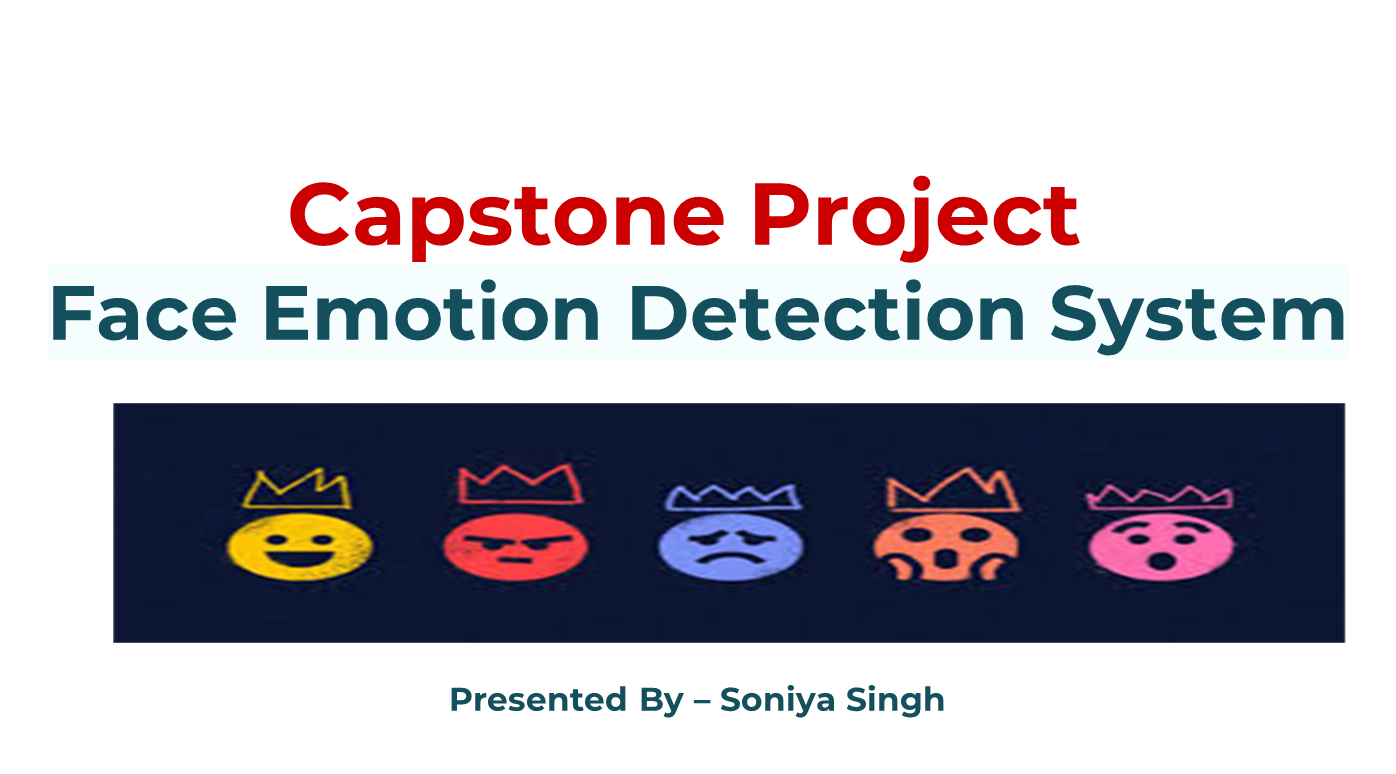 Capstone Project
Face Emotion Detection System
Presented By – Soniya Singh